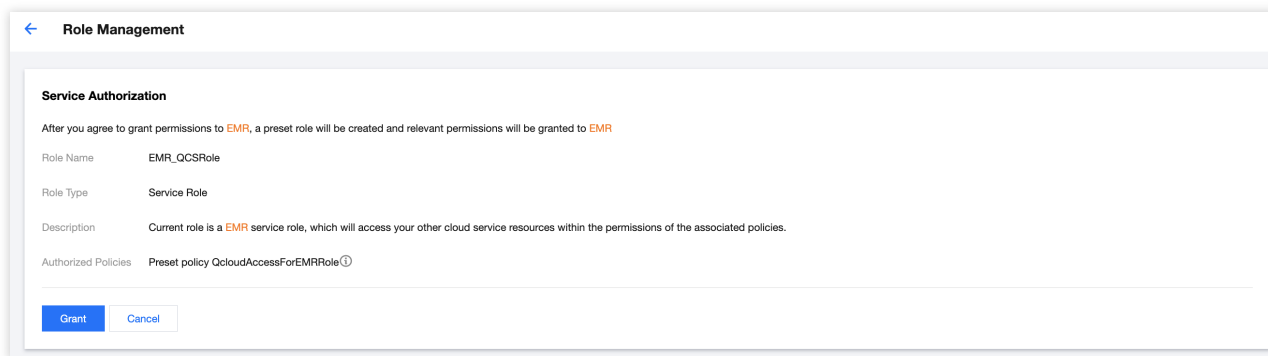 Role Management
Service Authorization
After you agree to grant permissions to EMR, a preset role will be created and relevant permissions will be granted to EMR
Role Name EMR_QCSRole
Role Type Service Role
Description Current role is a EMR service role, which will access your other cloud service resources within the permissions of the associated policies.
Authorized Policies Preset policy QcloudAccessForEMRRole
Grant Cancel